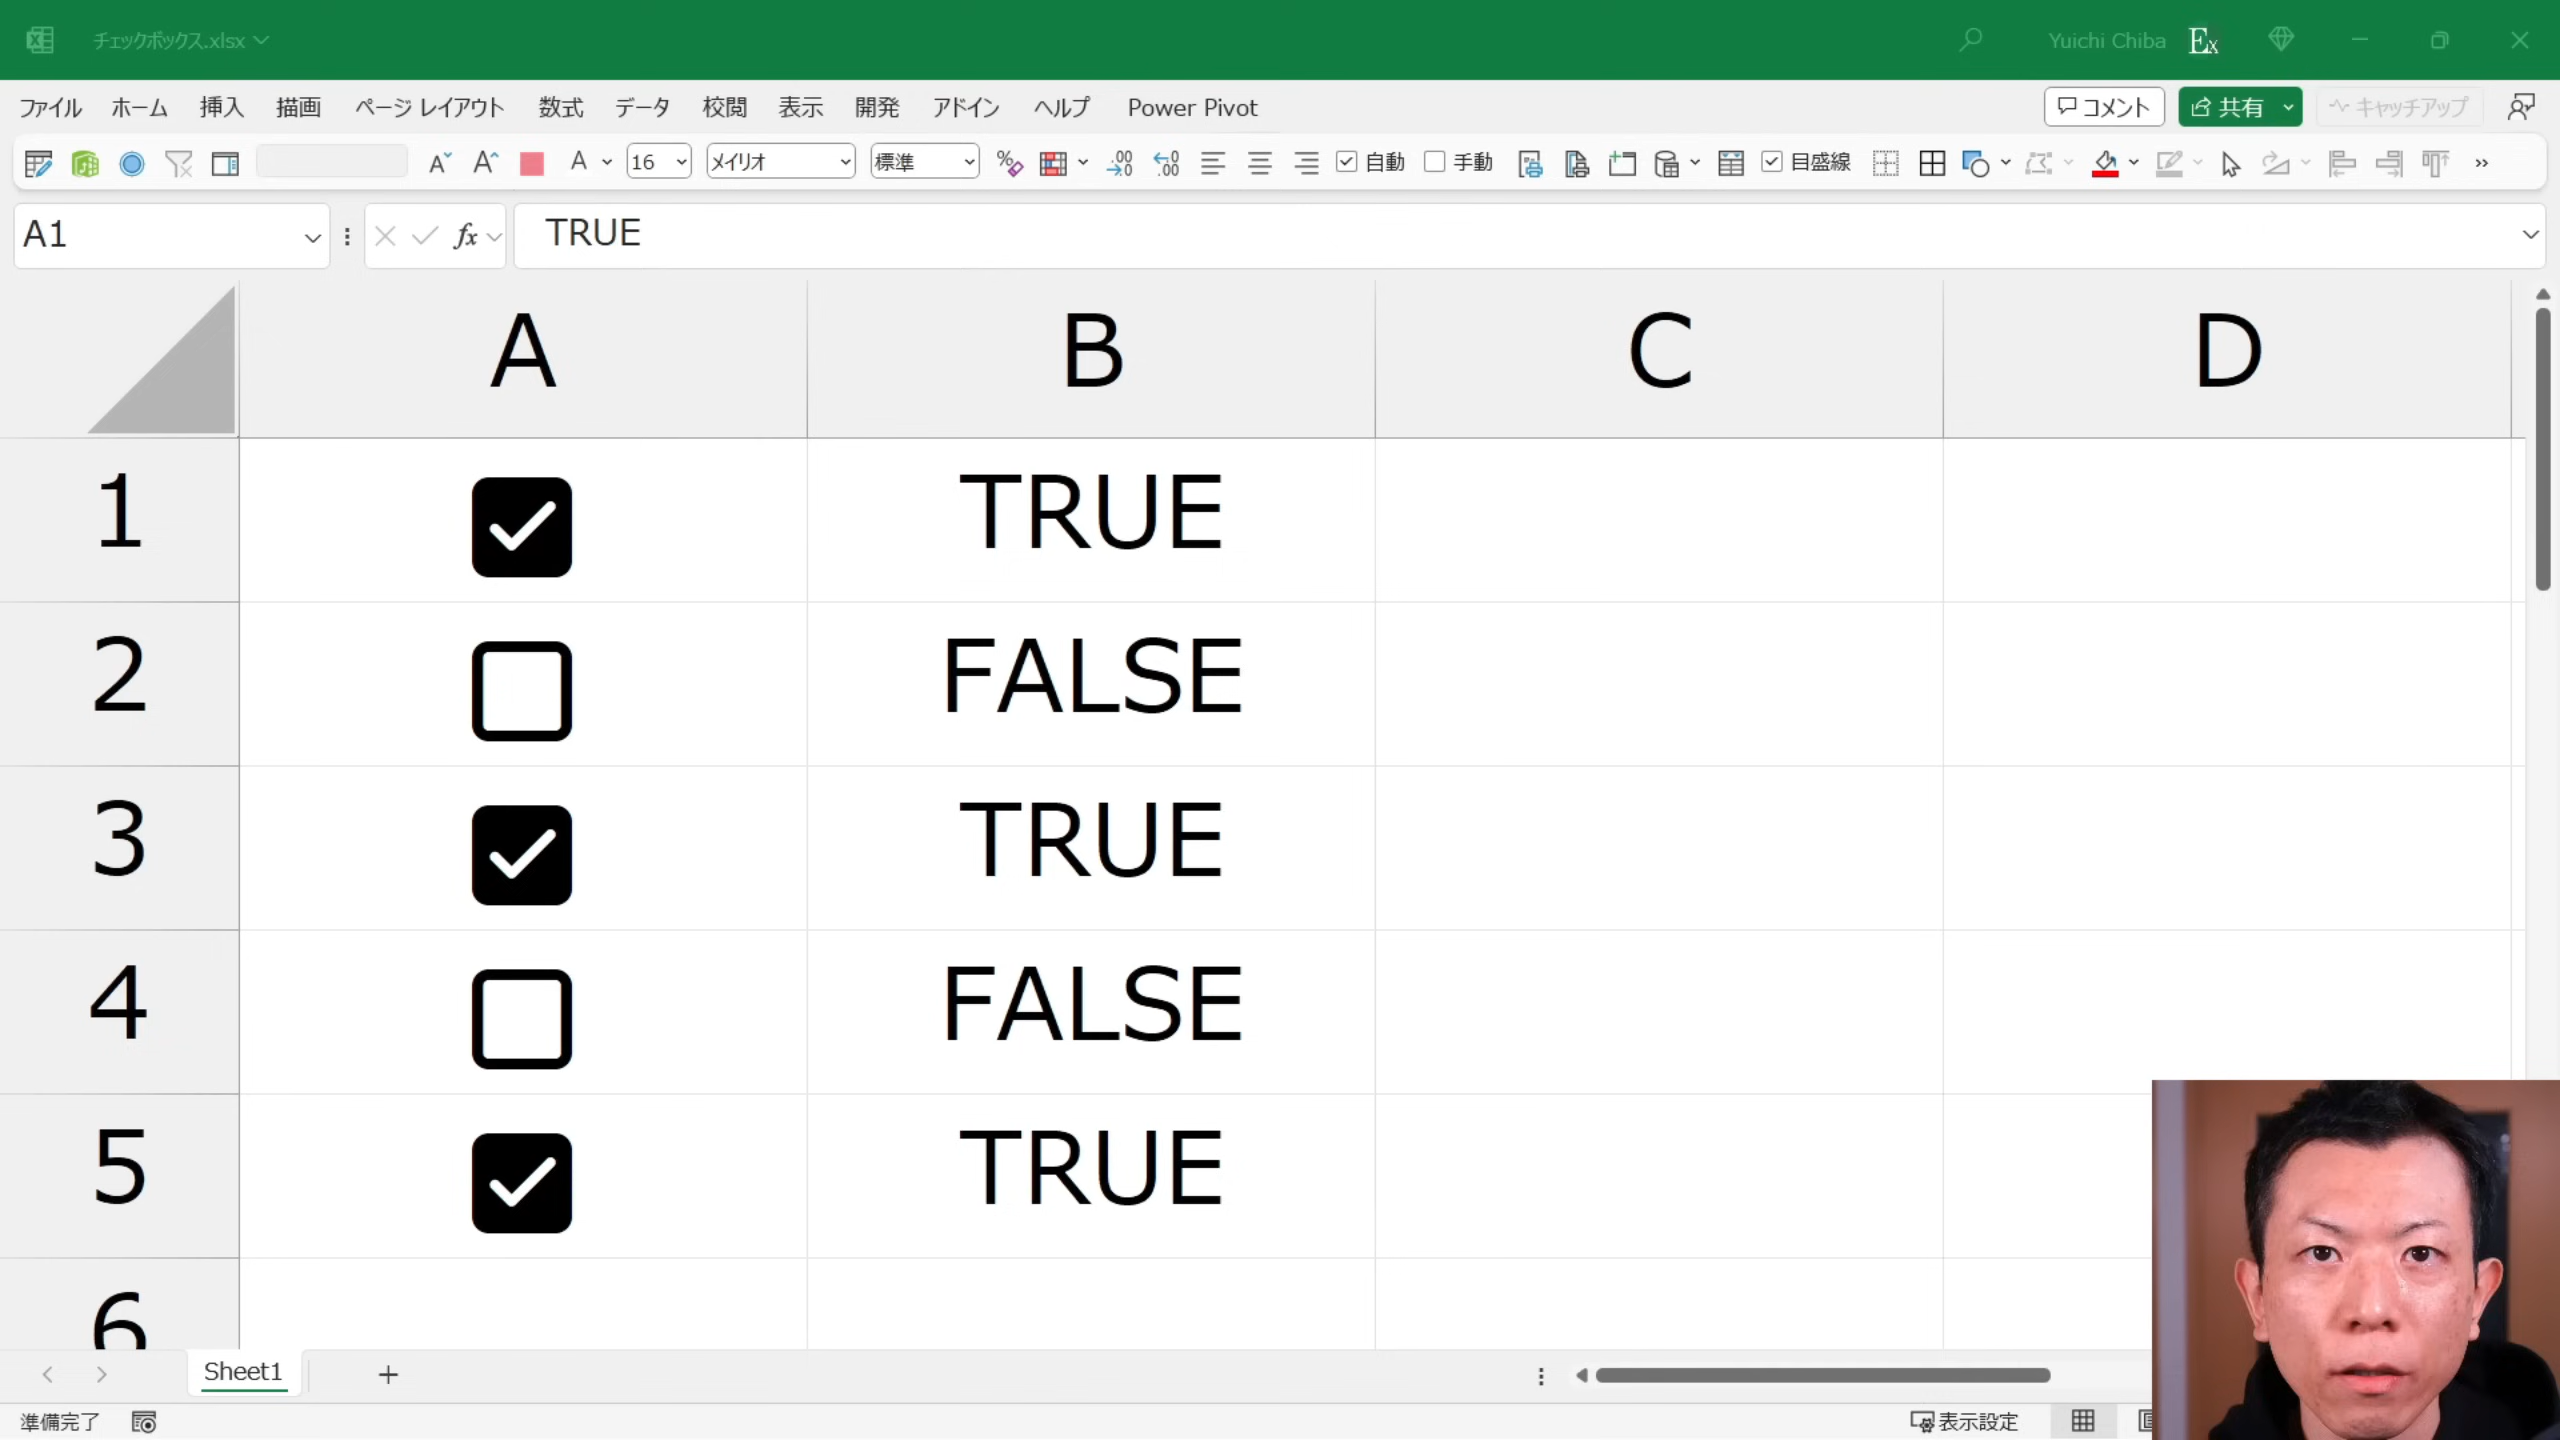 チェックボックス.xlsx
Yuichi Chiba
Ex
ファイル ホーム 挿入 描画 ページ レイアウト 数式 データ 校閲 表示 開発 アドイン ヘルプ Power Pivot
コメント 共有 キャッチアップ
16 メイリオ 標準 自動 手動 目盛線
A1 fx TRUE
A B C D
1 TRUE
2 FALSE
3 TRUE
4 FALSE
5 TRUE
6
Sheet1
準備完了 表示設定